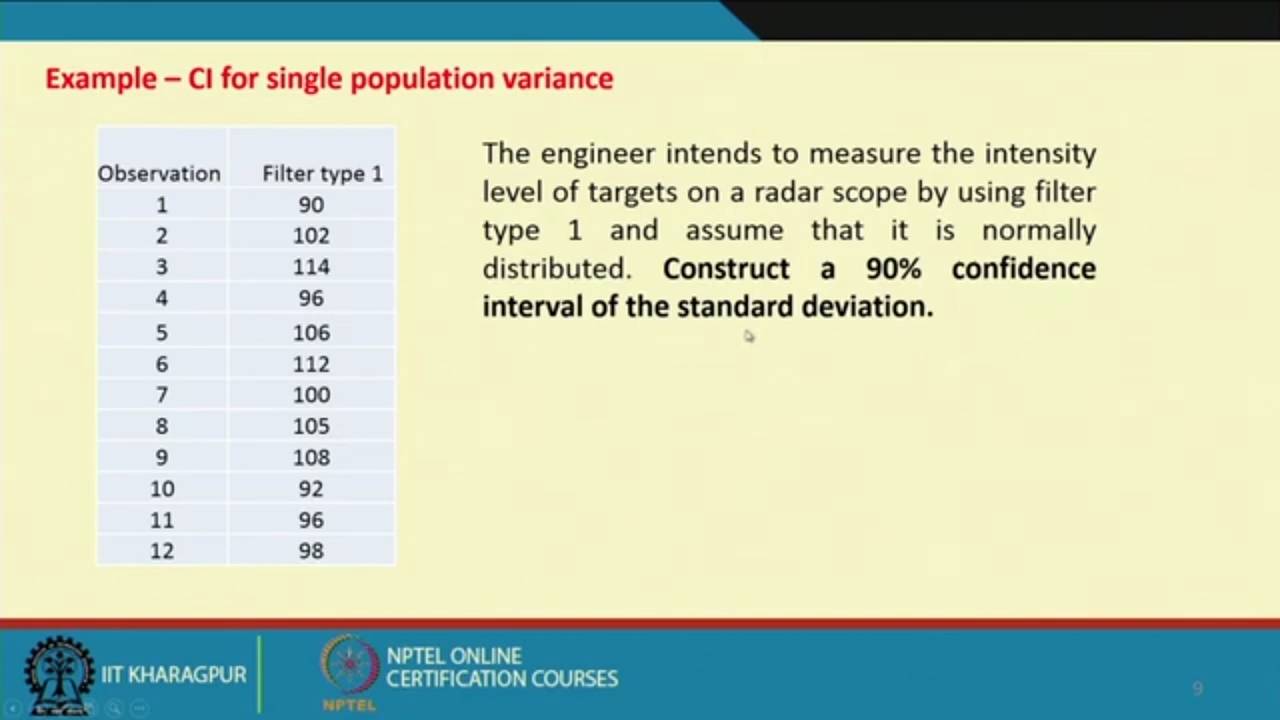 Example – CI for single population variance
Observation Filter type 1
1 90
2 102
3 114
4 96
5 106
6 112
7 100
8 105
9 108
10 92
11 96
12 98
The engineer intends to measure the intensity
level of targets on a radar scope by using filter
type 1 and assume that it is normally
distributed. Construct a 90% confidence
interval of the standard deviation.
IIT KHARAGPUR
NPTEL
NPTEL ONLINE
CERTIFICATION COURSES
9